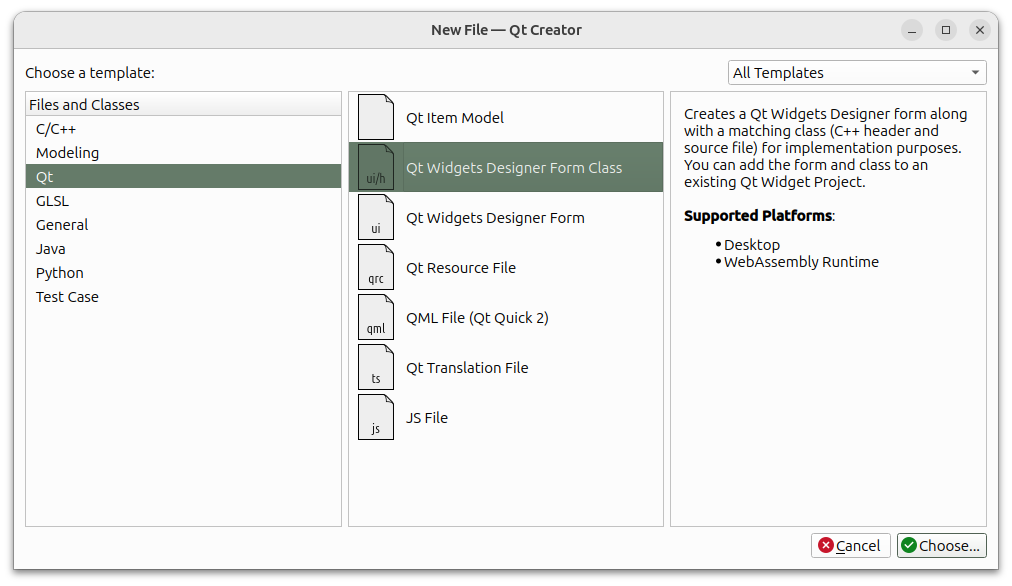 New File — Qt Creator
Choose a template:
All Templates
Files and Classes
C/C++
Modeling
Qt
GLSL
General
Java
Python
Test Case
Qt Item Model
ui/h
Qt Widgets Designer Form Class
ui
Qt Widgets Designer Form
qrc
Qt Resource File
qml
QML File (Qt Quick 2)
ts
Qt Translation File
js
JS File
Creates a Qt Widgets Designer form along
with a matching class (C++ header and
source file) for implementation purposes.
You can add the form and class to an
existing Qt Widget Project.
Supported Platforms:
• Desktop
• WebAssembly Runtime
Cancel
Choose...